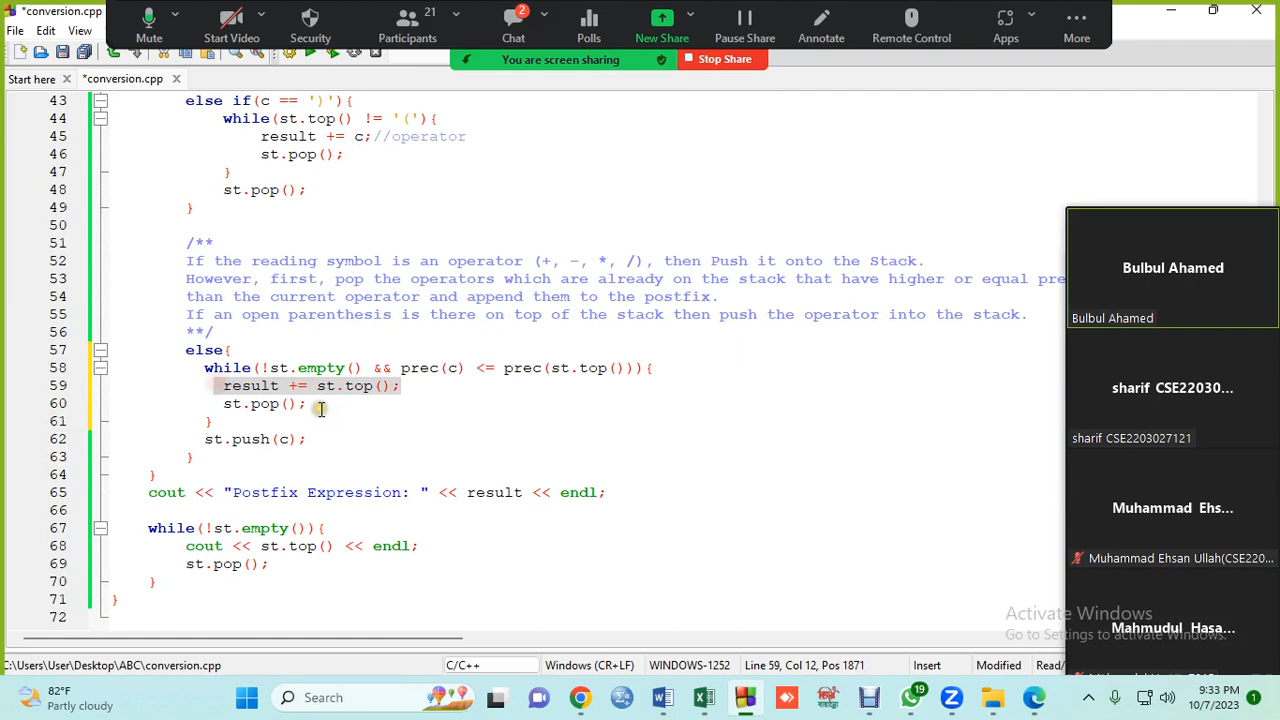 *conversion.cpp
Mute
Start Video
Security
21
Participants
2
Chat
Polls
New Share
Pause Share
Annotate
Remote Control
Apps
More
File Edit View
You are screen sharing
Stop Share
Start here
*conversion.cpp
43 else if(c == ')'){
44 while(st.top() != '('){
45 result += c;//operator
46 st.pop();
47 }
48 st.pop();
49 }
50
51 /**
52 If the reading symbol is an operator (+, -, *, /), then Push it onto the Stack.
53 However, first, pop the operators which are already on the stack that have higher or equal pre
54 than the current operator and append them to the postfix.
55 If an open parenthesis is there on top of the stack then push the operator into the stack.
56 **/
57 else{
58 while(!st.empty() && prec(c) <= prec(st.top())){
59 result += st.top();
60 st.pop();
61 }
62 st.push(c);
63 }
64 }
65 cout << "Postfix Expression: " << result << endl;
66
67 while(!st.empty()){
68 cout << st.top() << endl;
69 st.pop();
70 }
71 }
72
Bulbul Ahamed
Bulbul Ahamed
sharif CSE22030...
sharif CSE2203027121
Muhammad Ehs...
Muhammad Ehsan Ullah(CSE220...
Mahmudul Hasa...
Activate Windows
Go to Settings to activate Windows.
C:\Users\User\Desktop\ABC\conversion.cpp
C/C++
Windows (CR+LF)
WINDOWS-1252
Line 59, Col 12, Pos 1871
Insert
Modified
Read/
82°F
Partly cloudy
Search
19
9:33 PM
10/7/2023
1